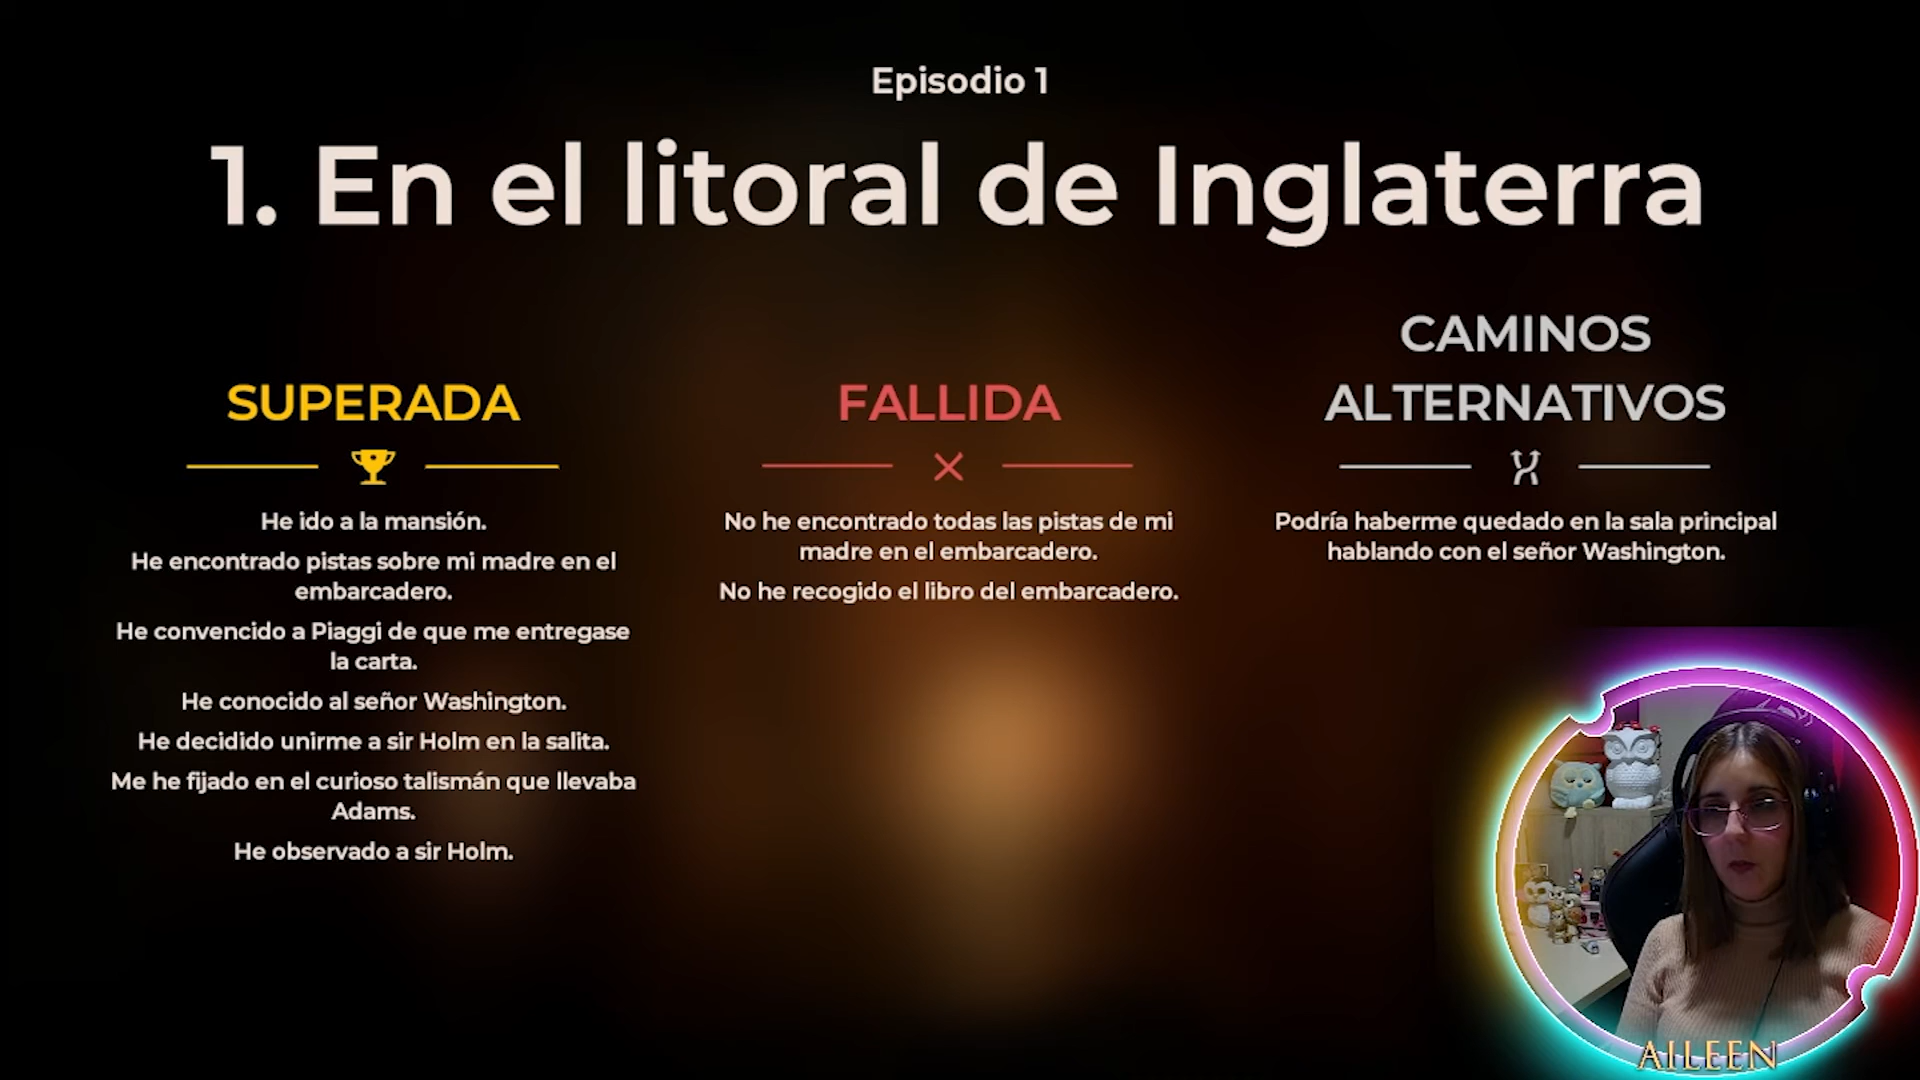 Episodio 1
1. En el litoral de Inglaterra
SUPERADA
He ido a la mansión.
He encontrado pistas sobre mi madre en el
embarcadero.
He convencido a Piaggi de que me entregase
la carta.
He conocido al señor Washington.
He decidido unirme a sir Holm en la salita.
Me he fijado en el curioso talismán que llevaba
Adams.
He observado a sir Holm.
FALLIDA
No he encontrado todas las pistas de mi
madre en el embarcadero.
No he recogido el libro del embarcadero.
CAMINOS
ALTERNATIVOS
Podría haberme quedado en la sala principal
hablando con el señor Washington.
AILEEN